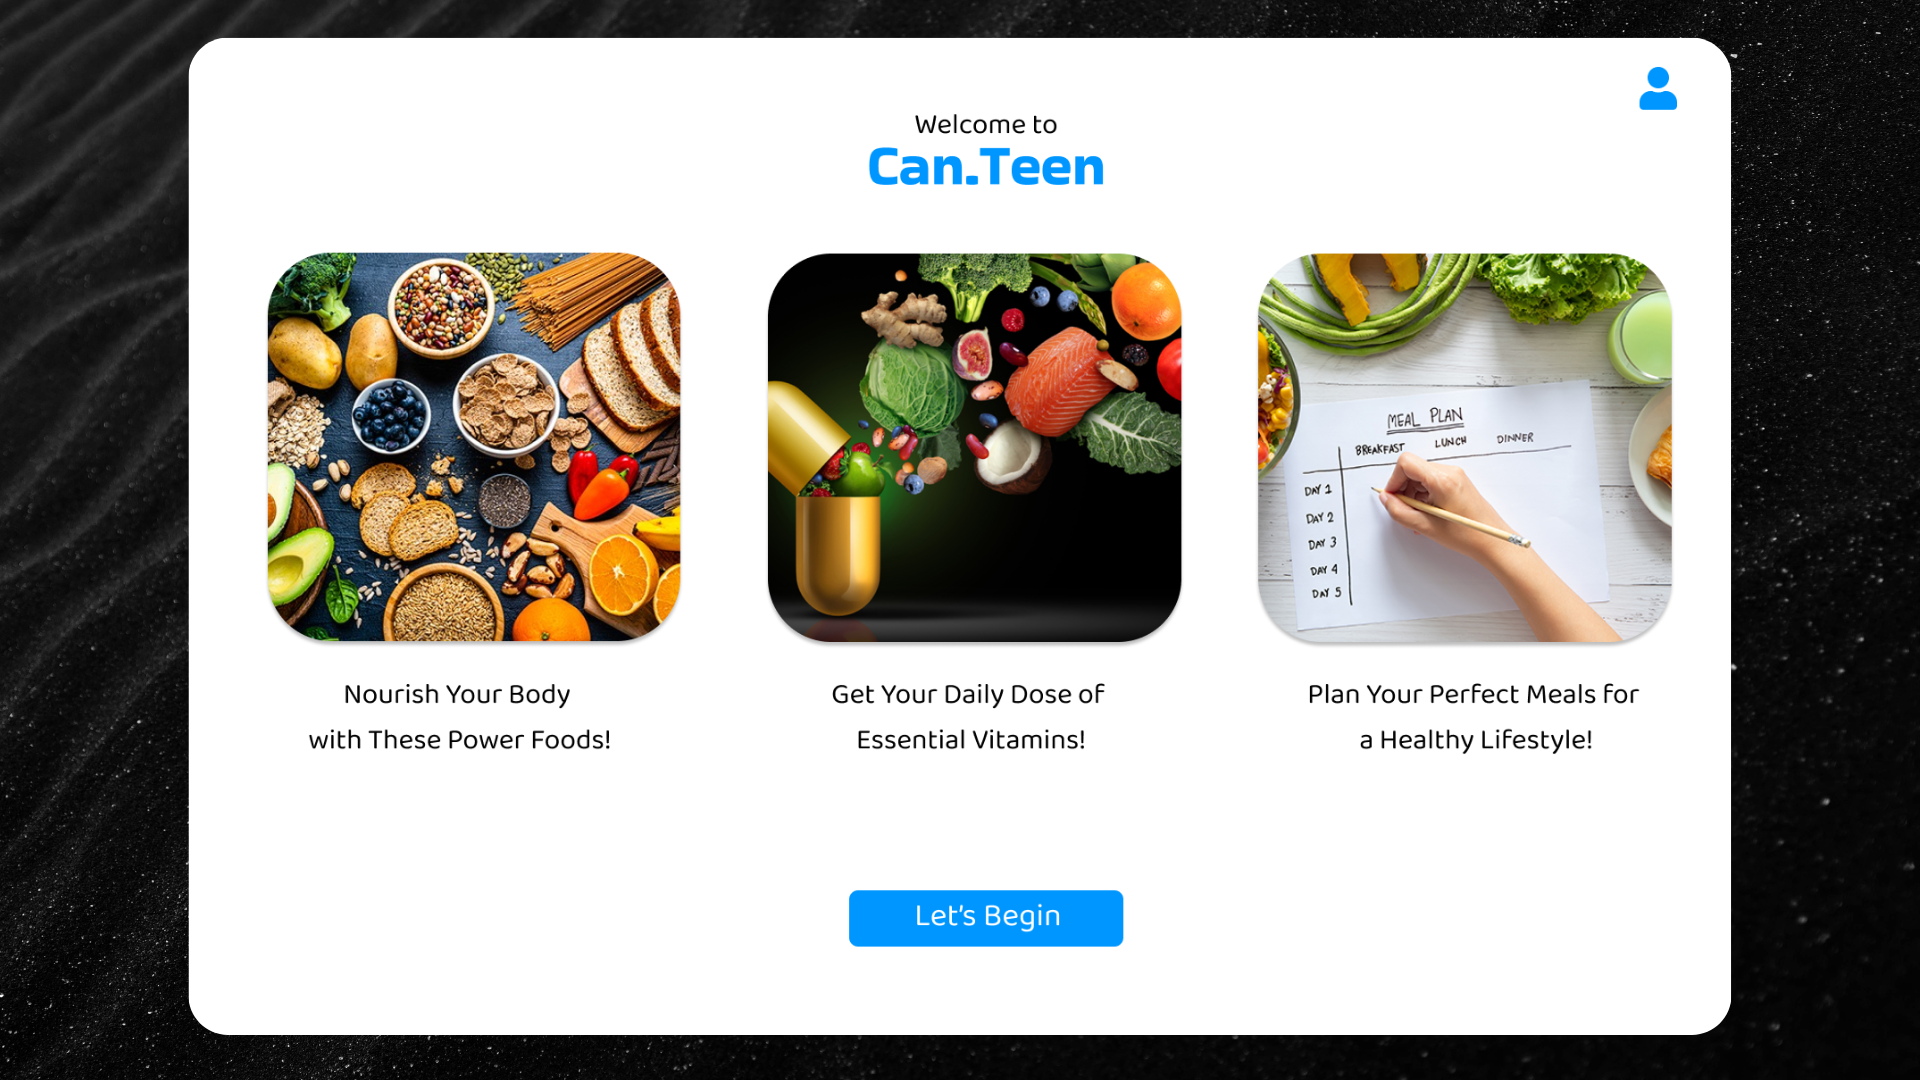 Welcome to
Can.Teen
MEAL PLAN
BREAKFAST LUNCH DINNER
DAY 1
DAY 2
DAY 3
DAY 4
DAY 5
Nourish Your Body
with These Power Foods!
Get Your Daily Dose of
Essential Vitamins!
Plan Your Perfect Meals for
a Healthy Lifestyle!
Let's Begin